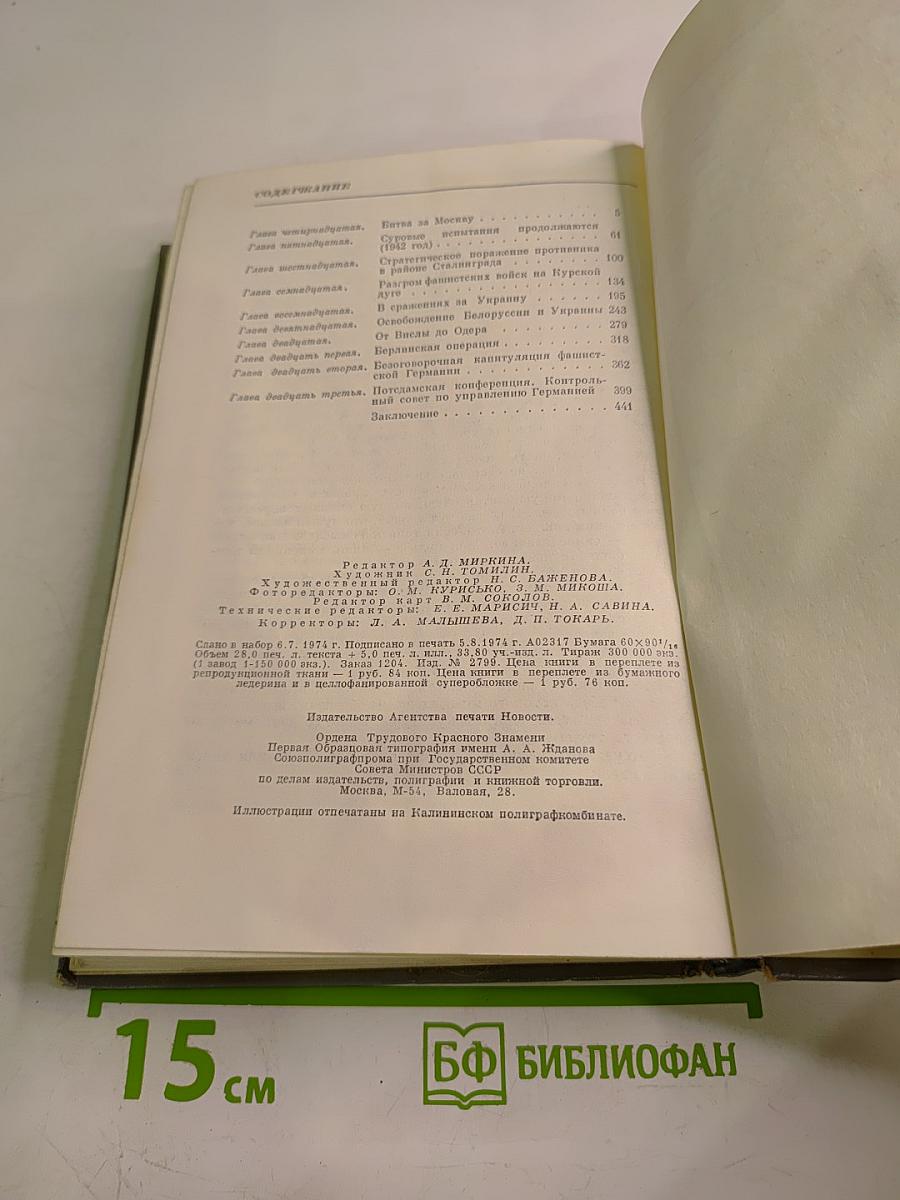 СОДЕРЖАНИЕ
Глава четырнадцатая. Битва за Москву . . . . . . . . . . . 5
Глава пятнадцатая. Суровые испытания продолжаются
(1942 год) . . . . . . . . . . . . . 61
Глава шестнадцатая. Стратегическое поражение противника
в районе Сталинграда . . . . . . . . 100
Глава семнадцатая. Разгром фашистских войск на Курской
дуге . . . . . . . . . . . . . . . . 134
Глава восемнадцатая. В сражениях за Украину . . . . . . 195
Глава девятнадцатая. Освобождение Белоруссии и Украины 243
Глава двадцатая. От Вислы до Одера . . . . . . . . 279
Глава двадцать первая. Берлинская операция . . . . . . . . 318
Глава двадцать вторая. Безоговорочная капитуляция фашист-
ской Германии . . . . . . . . . . . . 362
Глава двадцать третья. Потсдамская конференция. Контроль-
ный совет по управлению Германией 399
Заключение . . . . . . . . . . . . . . 441
Редактор А. Д. МИРКИНА.
Художник С. Н. ТОМИЛИН.
Художественный редактор Н. С. БАЖЕНОВА.
Фоторедакторы: О. М. КУРИСЬКО, З. М. МИКОША.
Редактор карт В. М. СОКОЛОВ.
Технические редакторы: Е. Е. МАРИСИЧ, Н. А. САВИНА.
Корректоры: Л. А. МАЛЫШЕВА, Д. П. ТОКАРЬ.
Сдано в набор 6.7. 1974 г. Подписано в печать 5.8.1974 г. А02317 Бумага 60×90¹/₁₆
Объем 28,0 печ. л. текста + 5,0 печ. л. илл., 33,80 уч.-изд. л. Тираж 300 000 экз.
(1 завод 1-150 000 экз.). Заказ 1204. Изд. № 2799. Цена книги в переплете из
репродукционной ткани — 1 руб. 84 коп. Цена книги в переплете из бумажного
ледерина и в целлофанированной суперобложке — 1 руб. 76 коп.
Издательство Агентства печати Новости.
Ордена Трудового Красного Знамени
Первая Образцовая типография имени А. А. Жданова
Союзполиграфпрома при Государственном комитете
Совета Министров СССР
по делам издательств, полиграфии и книжной торговли.
Москва, М-54, Валовая, 28.
Иллюстрации отпечатаны на Калининском полиграфкомбинате.
15 см
БФ БИБЛИОФАН